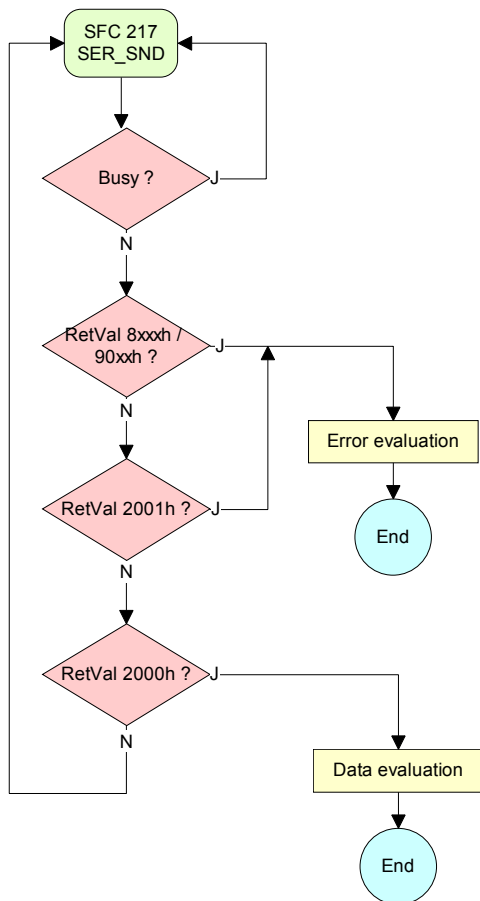 SFC 217
SER_SND
Busy ?
J
N
RetVal 8xxxh /
90xxh ?
J
N
Error evaluation
RetVal 2001h ?
J
End
N
RetVal 2000h ?
J
N
Data evaluation
End